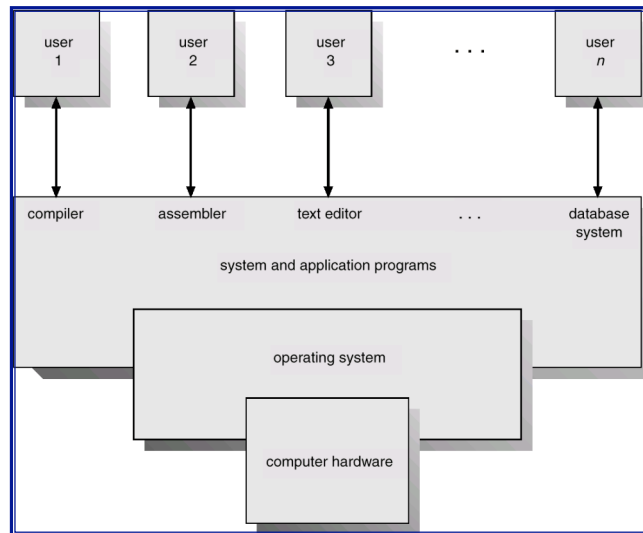 user
1
user
2
user
3
. . .
user
n
compiler
assembler
text editor
. . .
database
system
system and application programs
operating system
computer hardware